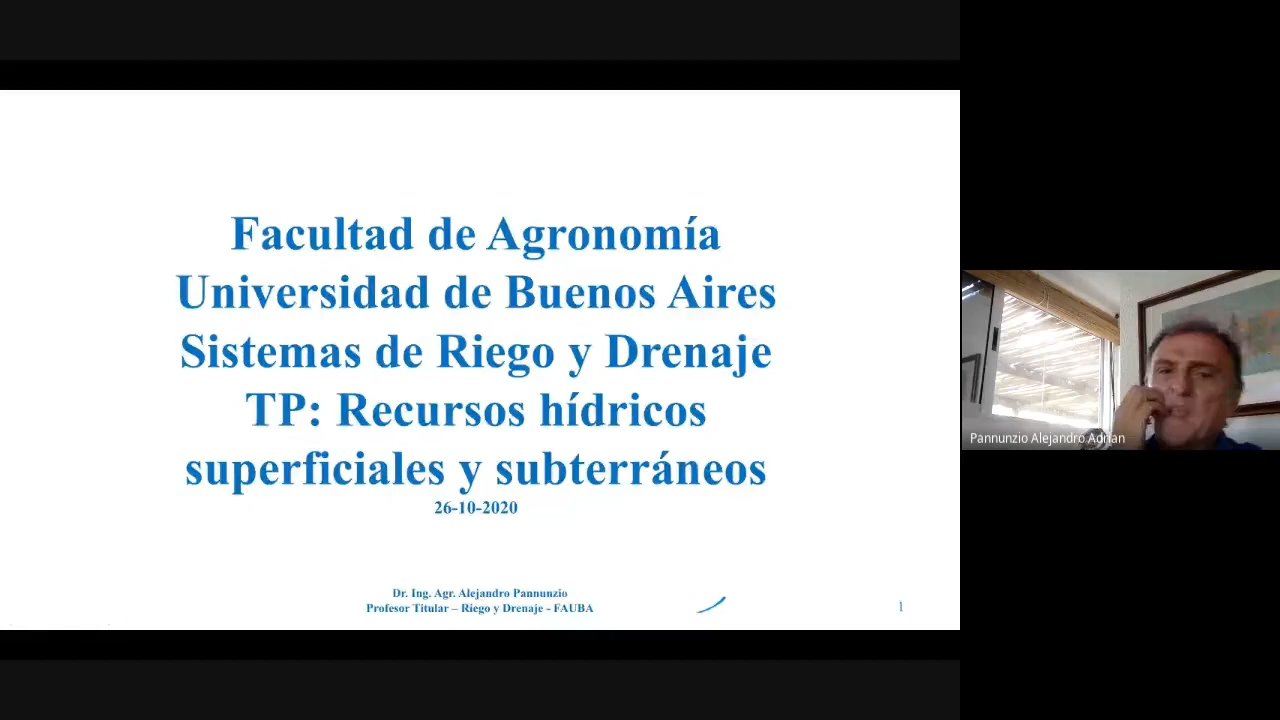 Facultad de Agronomía
Universidad de Buenos Aires
Sistemas de Riego y Drenaje
TP: Recursos hídricos
superficiales y subterráneos
26-10-2020
Dr. Ing. Agr. Alejandro Pannunzio
Profesor Titular – Riego y Drenaje - FAUBA
1
Pannunzio Alejandro Adrian